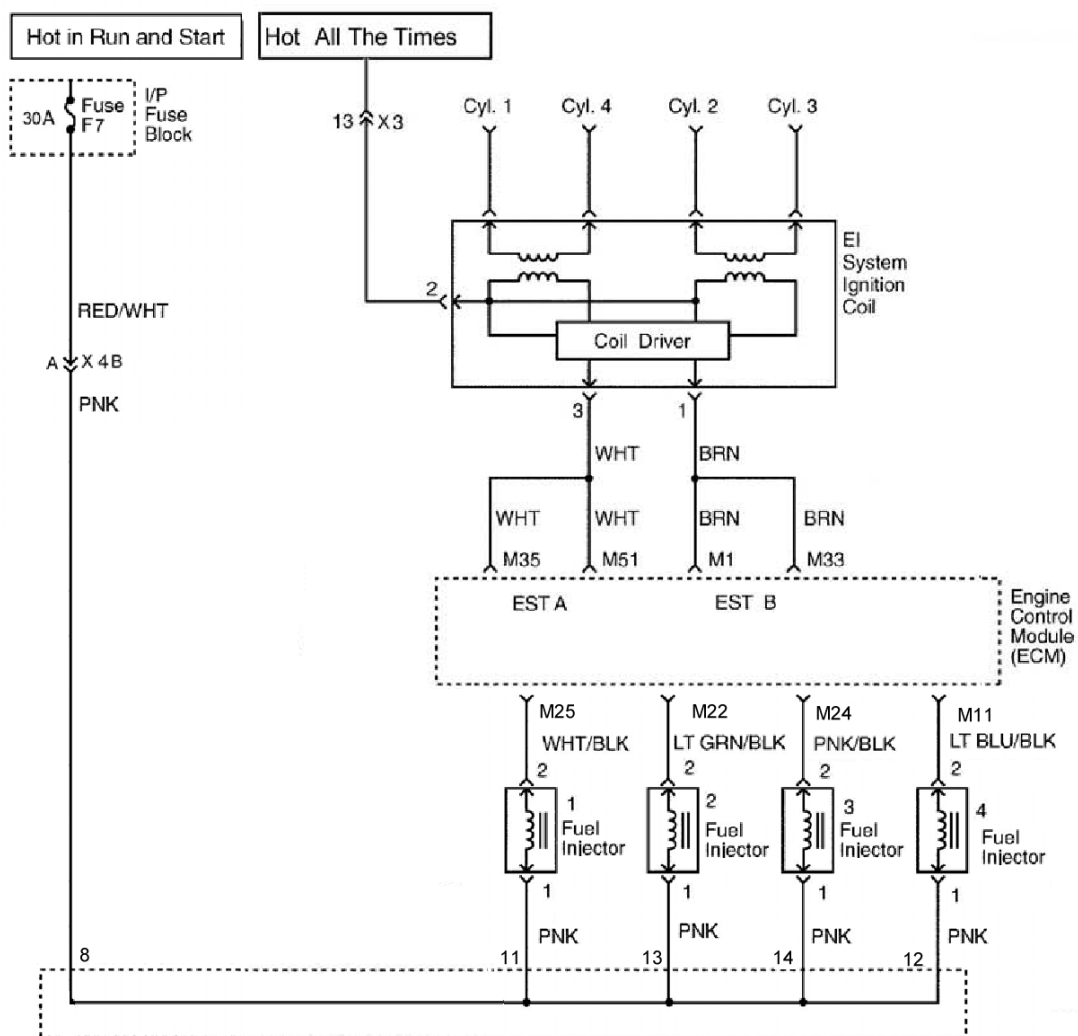 Hot in Run and Start
Hot All The Times
30A
Fuse
F7
I/P
Fuse
Block
13
X3
Cyl. 1
Cyl. 4
Cyl. 2
Cyl. 3
EI
System
Ignition
Coil
2
Coil Driver
RED/WHT
A
X 4B
PNK
3
1
WHT
BRN
WHT
WHT
BRN
BRN
M35
M51
M1
M33
EST A
EST B
Engine
Control
Module
(ECM)
M25
M22
M24
M11
WHT/BLK
LT GRN/BLK
PNK/BLK
LT BLU/BLK
2
2
2
2
1
Fuel
Injector
2
Fuel
Injector
3
Fuel
Injector
4
Fuel
Injector
1
1
1
1
PNK
PNK
PNK
PNK
8
11
13
14
12